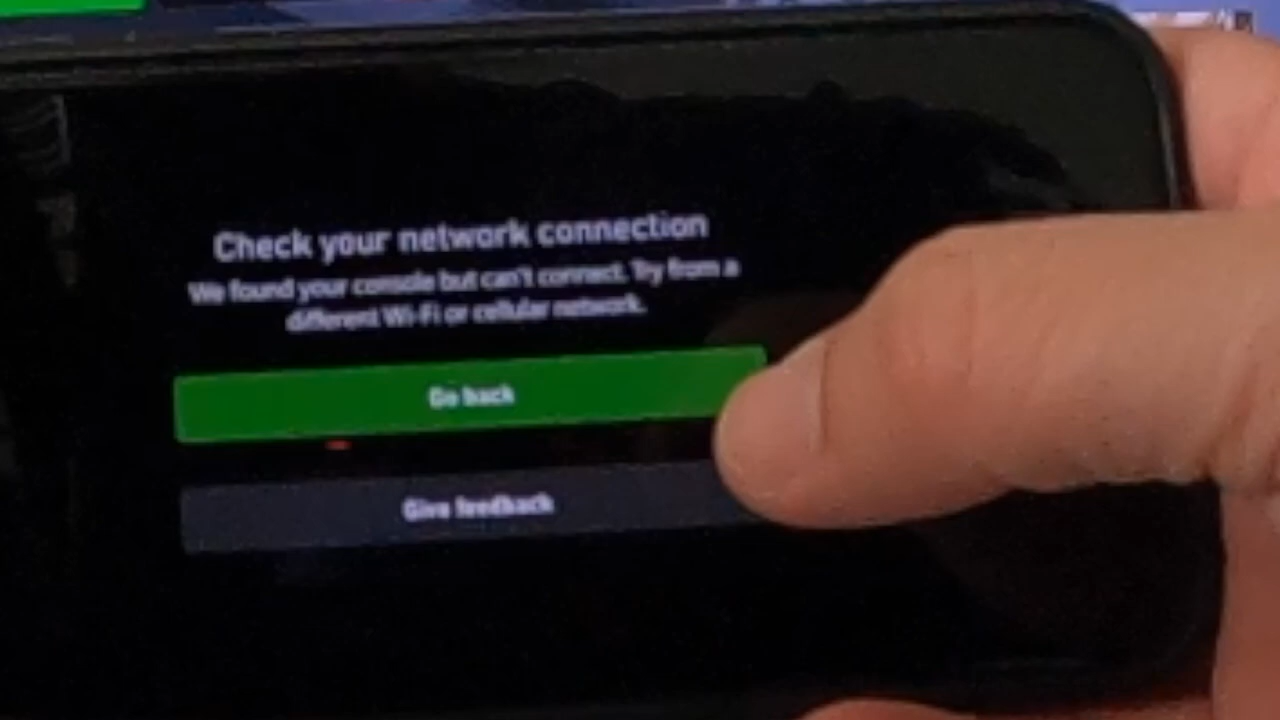 Check your network connection
We found your console but can't connect. Try from a
different Wi-Fi or cellular network.
Go back
Give feedback